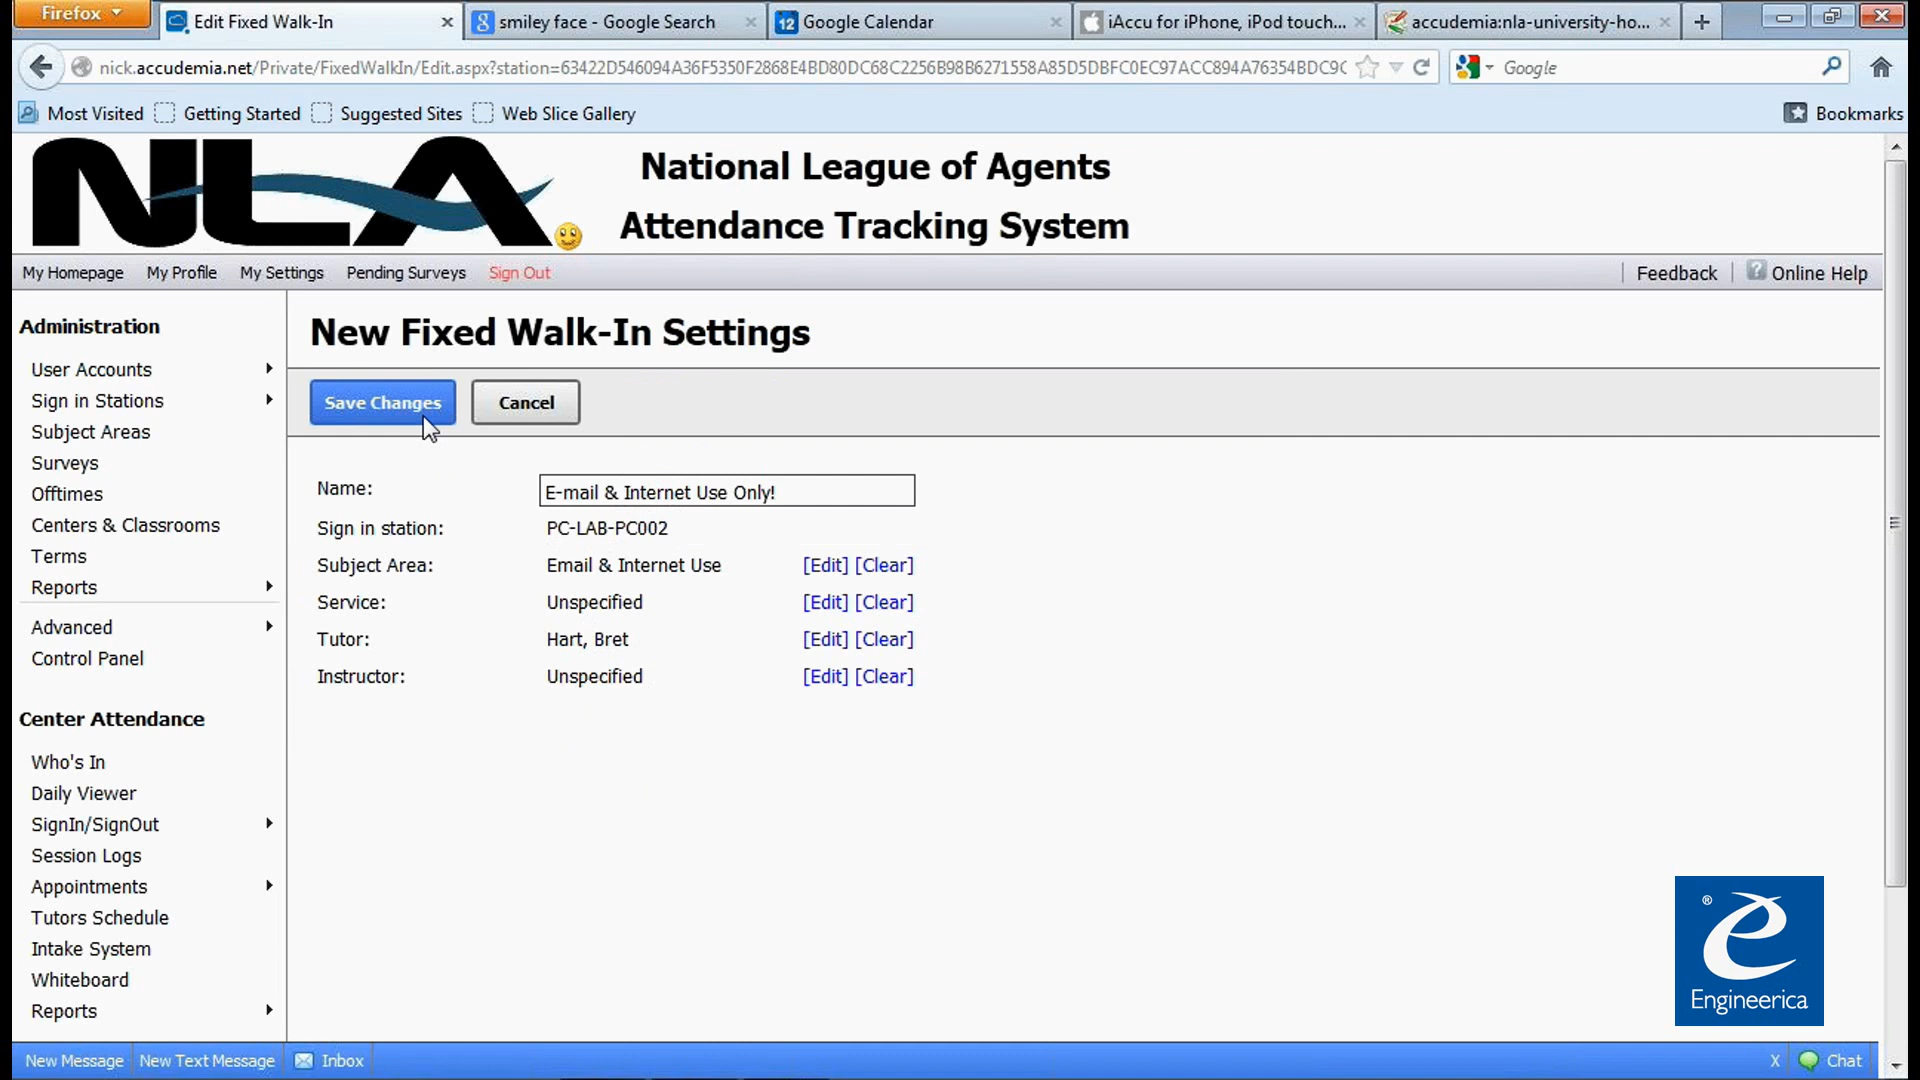 Firefox
Edit Fixed Walk-In
smiley face - Google Search
12
Google Calendar
iAccu for iPhone, iPod touch...
accudemia:nla-university-ho...
nick.accudemia.net/Private/FixedWalkIn/Edit.aspx?station=63422D546094A36F5350F2868E4BD80DC68C2256B98B6271558A85D5DBFC0EC97ACC894A76354BDC9C
Google
Most Visited
Getting Started
Suggested Sites
Web Slice Gallery
Bookmarks
NLA
National League of Agents
Attendance Tracking System
My Homepage
My Profile
My Settings
Pending Surveys
Sign Out
Feedback
Online Help
Administration
User Accounts
Sign in Stations
Subject Areas
Surveys
Offtimes
Centers & Classrooms
Terms
Reports
Advanced
Control Panel
Center Attendance
Who's In
Daily Viewer
SignIn/SignOut
Session Logs
Appointments
Tutors Schedule
Intake System
Whiteboard
Reports
New Fixed Walk-In Settings
Save Changes
Cancel
Name: E-mail & Internet Use Only!
Sign in station: PC-LAB-PC002
Subject Area: Email & Internet Use [Edit] [Clear]
Service: Unspecified [Edit] [Clear]
Tutor: Hart, Bret [Edit] [Clear]
Instructor: Unspecified [Edit] [Clear]
® e
Engineerica
New Message
New Text Message
Inbox
X
Chat